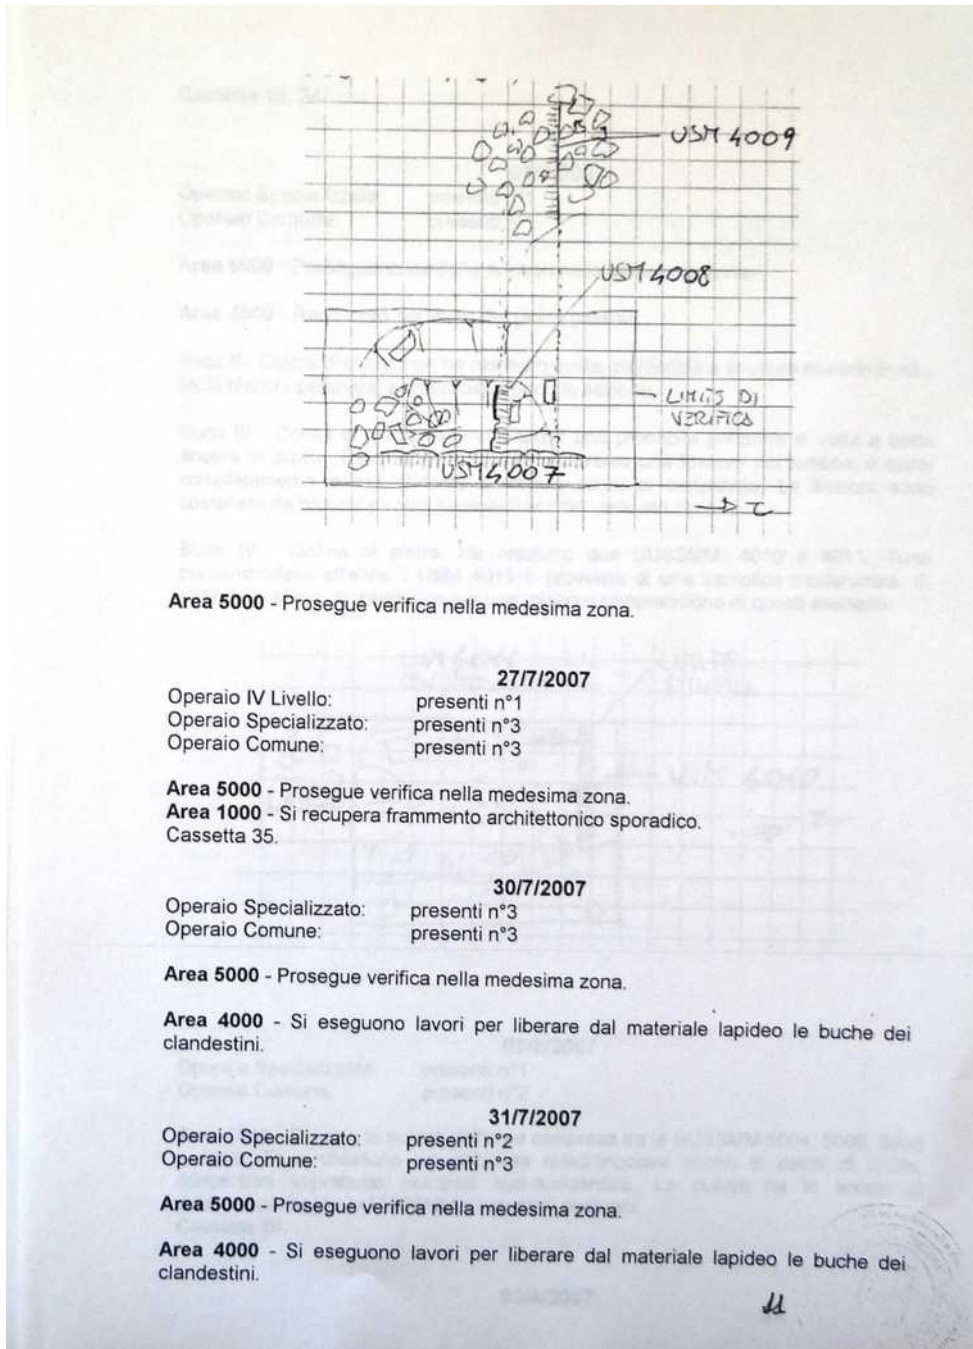 USM 4009
USM 4008
LIMITS DI
VERIFICA
USM 4007
Area 5000 - Prosegue verifica nella medesima zona.
27/7/2007
Operaio IV Livello: presenti n°1
Operaio Specializzato: presenti n°3
Operaio Comune: presenti n°3
Area 5000 - Prosegue verifica nella medesima zona.
Area 1000 - Si recupera frammento architettonico sporadico.
Cassetta 35.
30/7/2007
Operaio Specializzato: presenti n°3
Operaio Comune: presenti n°3
Area 5000 - Prosegue verifica nella medesima zona.
Area 4000 - Si eseguono lavori per liberare dal materiale lapideo le buche dei
clandestini.
31/7/2007
Operaio Specializzato: presenti n°2
Operaio Comune: presenti n°3
Area 5000 - Prosegue verifica nella medesima zona.
Area 4000 - Si eseguono lavori per liberare dal materiale lapideo le buche dei
clandestini.
11